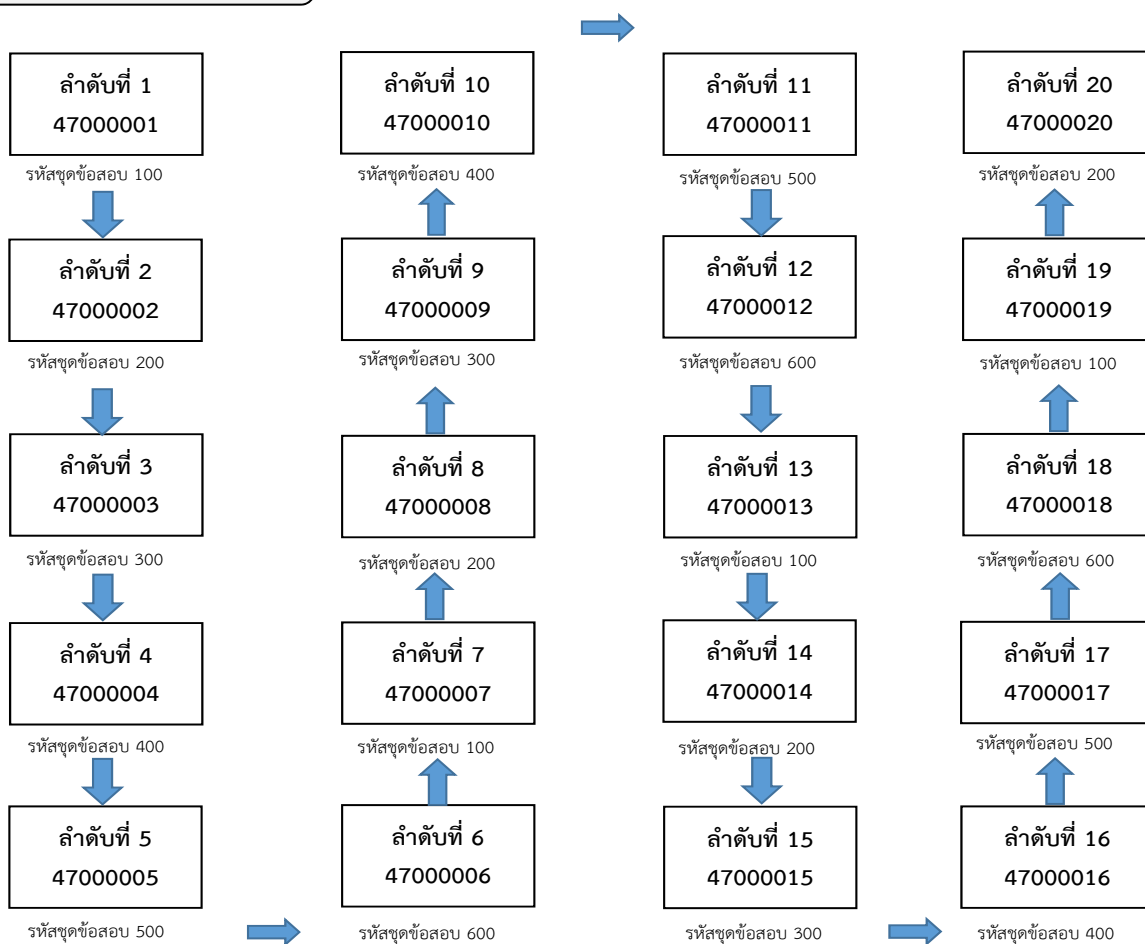 ลำดับที่ 1
47000001
รหัสชุดข้อสอบ 100
ลำดับที่ 2
47000002
รหัสชุดข้อสอบ 200
ลำดับที่ 3
47000003
รหัสชุดข้อสอบ 300
ลำดับที่ 4
47000004
รหัสชุดข้อสอบ 400
ลำดับที่ 5
47000005
รหัสชุดข้อสอบ 500
ลำดับที่ 6
47000006
รหัสชุดข้อสอบ 600
ลำดับที่ 7
47000007
รหัสชุดข้อสอบ 100
ลำดับที่ 8
47000008
รหัสชุดข้อสอบ 200
ลำดับที่ 9
47000009
รหัสชุดข้อสอบ 300
ลำดับที่ 10
47000010
รหัสชุดข้อสอบ 400
ลำดับที่ 11
47000011
รหัสชุดข้อสอบ 500
ลำดับที่ 12
47000012
รหัสชุดข้อสอบ 600
ลำดับที่ 13
47000013
รหัสชุดข้อสอบ 100
ลำดับที่ 14
47000014
รหัสชุดข้อสอบ 200
ลำดับที่ 15
47000015
รหัสชุดข้อสอบ 300
ลำดับที่ 16
47000016
รหัสชุดข้อสอบ 400
ลำดับที่ 17
47000017
รหัสชุดข้อสอบ 500
ลำดับที่ 18
47000018
รหัสชุดข้อสอบ 600
ลำดับที่ 19
47000019
รหัสชุดข้อสอบ 100
ลำดับที่ 20
47000020
รหัสชุดข้อสอบ 200